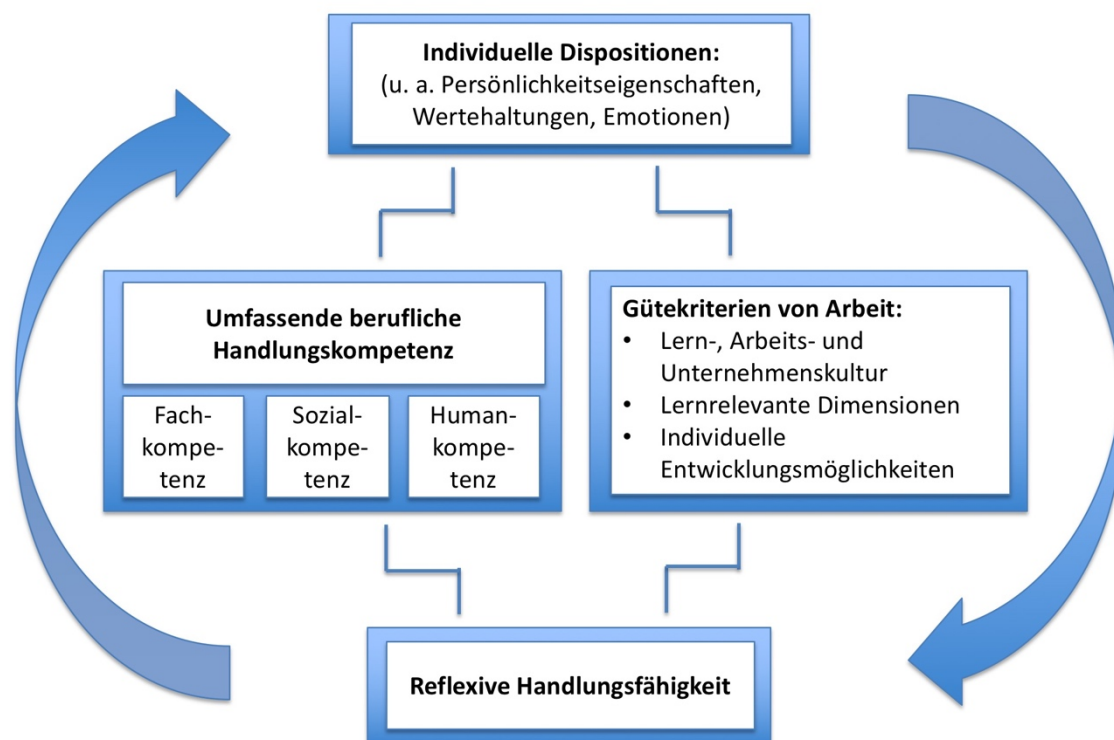 Individuelle Dispositionen:
(u. a. Persönlichkeitseigenschaften,
Wertehaltungen, Emotionen)
Umfassende berufliche
Handlungskompetenz
Fach-
kompe-
tenz
Sozial-
kompe-
tenz
Human-
kompe-
tenz
Gütekriterien von Arbeit:
• Lern-, Arbeits- und
Unternehmenskultur
• Lernrelevante Dimensionen
• Individuelle
Entwicklungsmöglichkeiten
Reflexive Handlungsfähigkeit